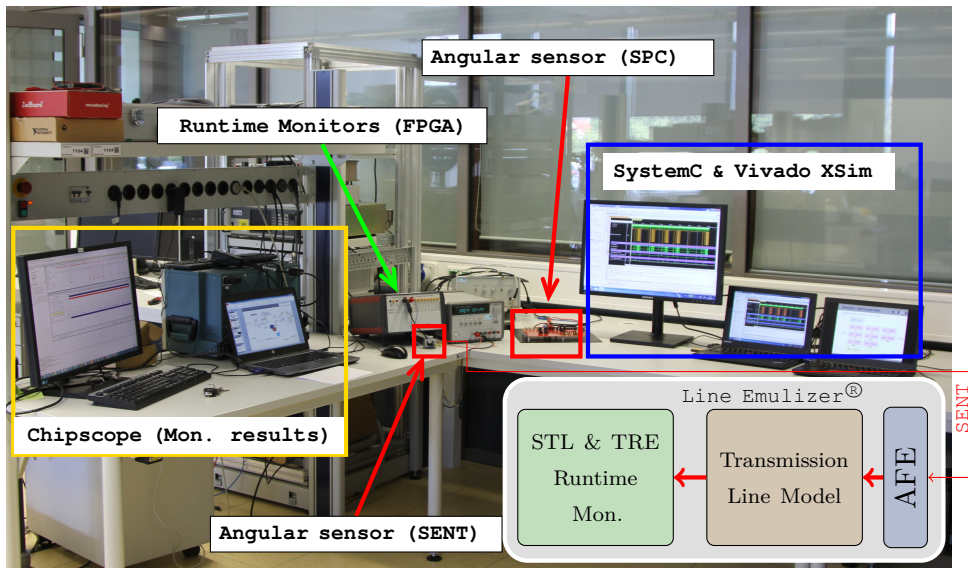 Angular sensor (SPC)
Runtime Monitors (FPGA)
SystemC & Vivado XSim
ZedBoard
Chipscope (Mon. results)
Angular sensor (SENT)
Line Emulizer®
STL & TRE
Runtime
Mon.
Transmission
Line Model
AFE
SENT